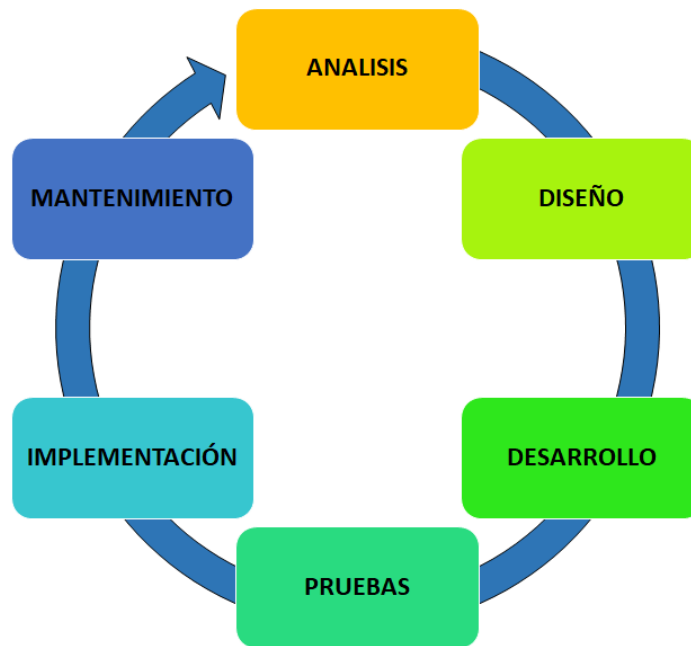 ANALISIS
DISEÑO
DESARROLLO
PRUEBAS
IMPLEMENTACIÓN
MANTENIMIENTO